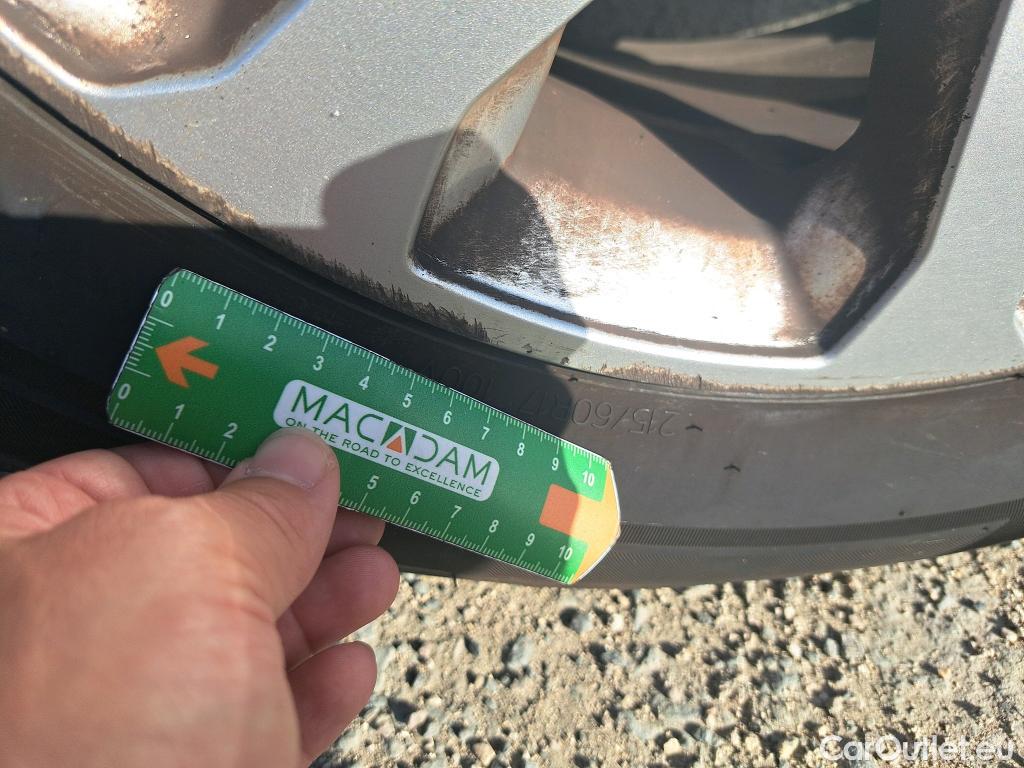 0 1 2 3 4 5 6 7 8 9 10
MACADAM
ON THE ROAD TO EXCELLENCE
0 1 2 5 6 7 8 9 10
215/60R17 100V
CarOutlet.eu